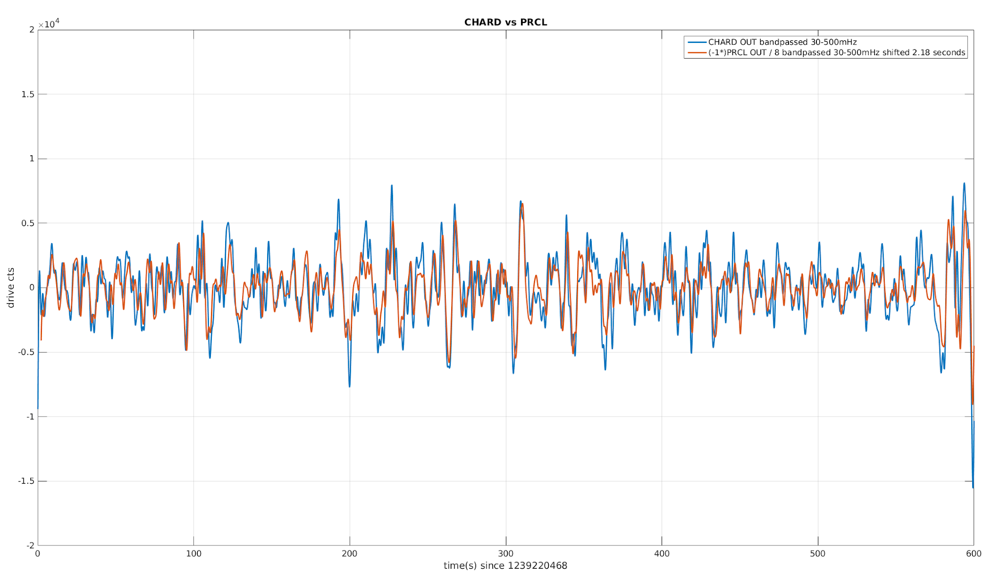 CHARD vs PRCL
×10^4
CHARD OUT bandpassed 30-500mHz
(-1*)PRCL OUT / 8 bandpassed 30-500mHz shifted 2.18 seconds
2
1.5
1
0.5
0
-0.5
-1
-1.5
-2
drive cts
0 100 200 300 400 500 600
time(s) since 1239220468